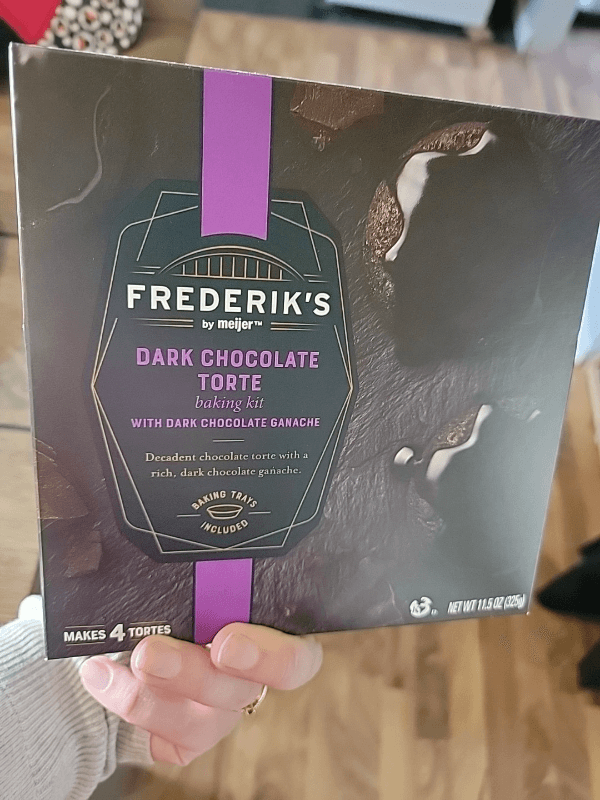 FREDERIK'S
by meijer™
DARK CHOCOLATE
TORTE
baking kit
WITH DARK CHOCOLATE GANACHE
Decadent chocolate torte with a
rich, dark chocolate ganache.
BAKING TRAYS
INCLUDED
MAKES 4 TORTES
NET WT 11.5 OZ (325g)